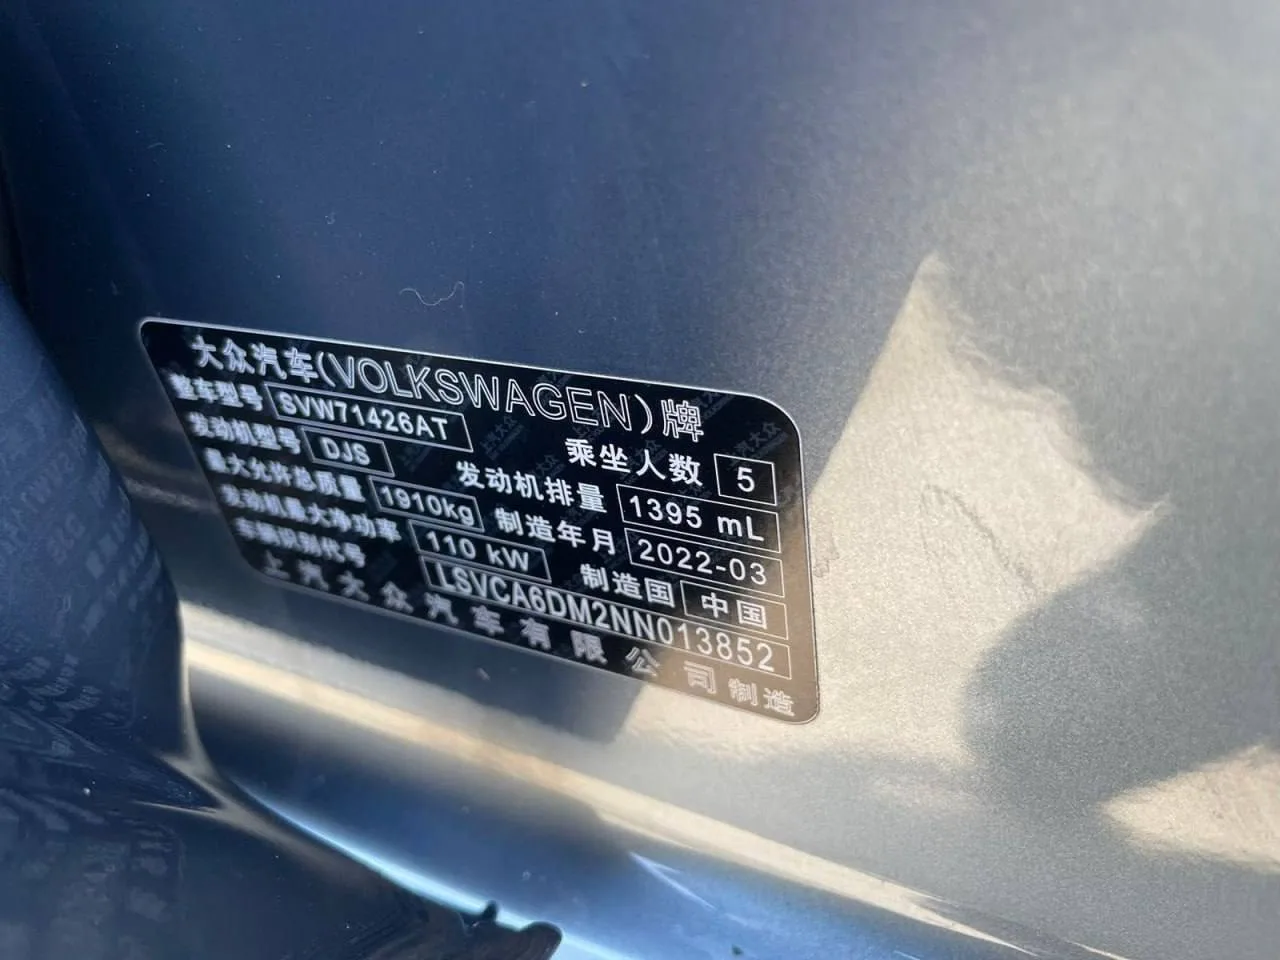 大众汽车(VOLKSWAGEN)牌
整车型号 SVW71426AT 乘坐人数 5
发动机型号 DJS 发动机排量 1395 mL
最大允许总质量 1910kg 制造年月 2022-03
发动机最大净功率 110 kW 制造国 中国
车辆识别代号 LSVCA6DM2NN013852
上汽大众汽车有限公司制造